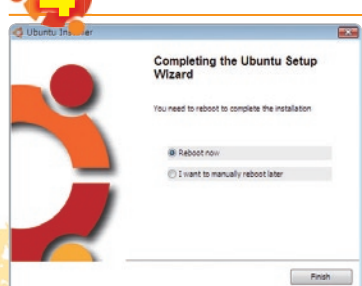 4
Ubuntu Installer
Completing the Ubuntu Setup
Wizard
You need to reboot to complete the installation
Reboot now
I want to manually reboot later
Finish